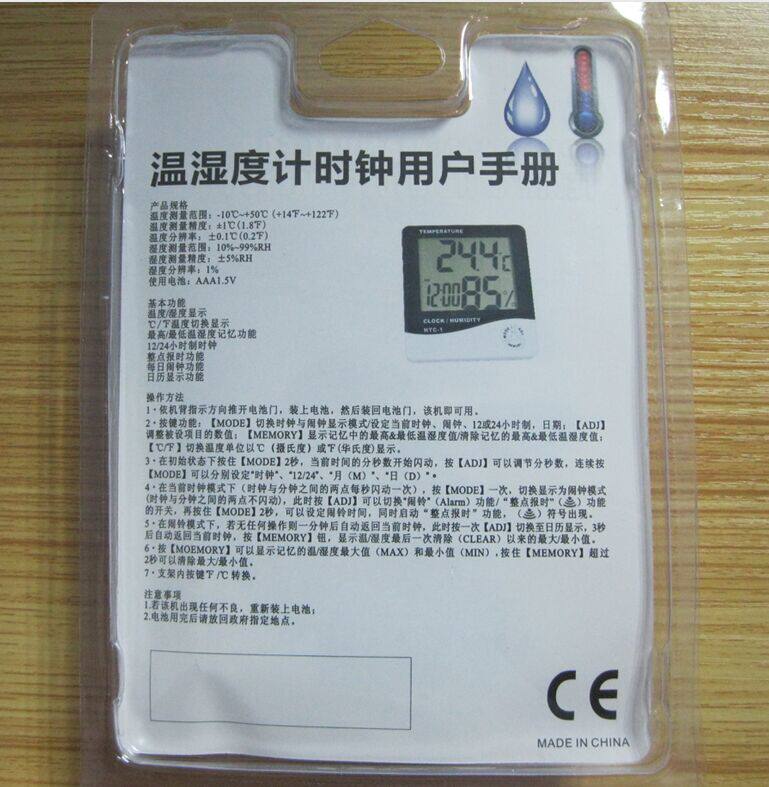 温湿度计时钟用户手册
产品规格
温度测量范围：-10℃~+50℃ (+14℉~+122℉)
温度测量精度：±1℃(1.8℉)
温度分辨率：±0.1℃(0.2℉)
湿度测量范围：10%~99%RH
湿度测量精度：±5%RH
湿度分辨率：1%
使用电池：AAA1.5V
TEMPERATURE
24.4℃
12:00 85%
CLOCK / HUMIDITY
HTC-1
基本功能
温度/湿度显示
℃/℉温度切换显示
最高/最低温湿度记忆功能
12/24小时制时钟
整点报时功能
每日闹钟功能
日历显示功能
操作方法
1·依机背指示方向推开电池门，装上电池，然后装回电池门，该机即可用。
2·按键功能：【MODE】切换时钟与闹钟显示模式/设定当前时钟、闹钟、12或24小时制，日期；【ADJ】
调整被设项目的数值；【MEMORY】显示记忆中的最高&最低温湿度值/清除记忆的最高&最低温湿度值；
【℃/℉】切换温度单位以℃（摄氏度）或℉(华氏度)显示。
3·在初始状态下按住【MODE】2秒，当前时间的分秒数开始闪动，按【ADJ】可以调节分秒数，连续按
【MODE】可以分别设定"时钟"、"12/24"、"月（M）"、"日（D）"。
4·在当前时钟模式下（时钟与分钟之间的两点每秒闪动一次），按【MODE】一次，切换显示为闹钟模式
(时钟与分钟之间的两点不闪动)，此时按【ADJ】可以切换"闹钟（Alarm）功能/"整点报时"（）功能
的开关，再按住【MODE】2秒，可以设定闹铃时间，同时启动"整点报时"功能，（）符号出现。
5·在闹钟模式下，若无任何操作则一分钟后自动返回当前时钟，此时按一次【ADJ】切换至日历显示，3秒
后自动返回当前时钟，按【MEMORY】钮，显示温/湿度最后一次清除（CLEAR）以来的最大/最小值。
6·按【MOEMORY】可以显示记忆的温/湿度最大值（MAX）和最小值（MIN），按住【MEMORY】超过
2秒可以清除最大/最小值。
7·支架内按键℉/℃转换。
注意事项
1.若该机出现任何不良，重新装上电池；
2.电池用完后请放回政府指定地点。
CE
MADE IN CHINA